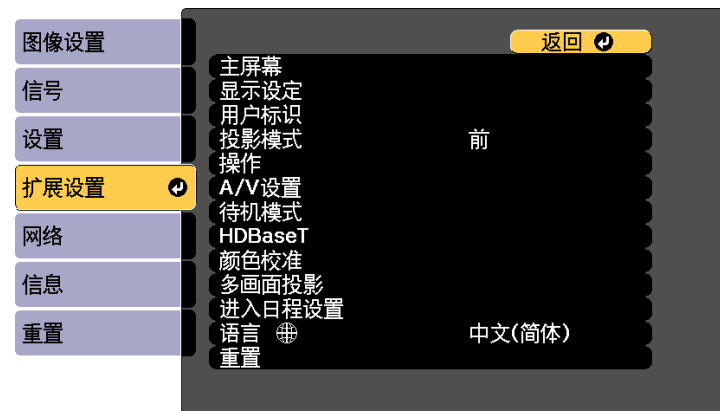 图像设置
信号
设置
扩展设置
网络
信息
重置
返回
主屏幕
显示设定
用户标识
投影模式 前
操作
A/V设置
待机模式
HDBaseT
颜色校准
多画面投影
进入日程设置
语言 中文(简体)
重置